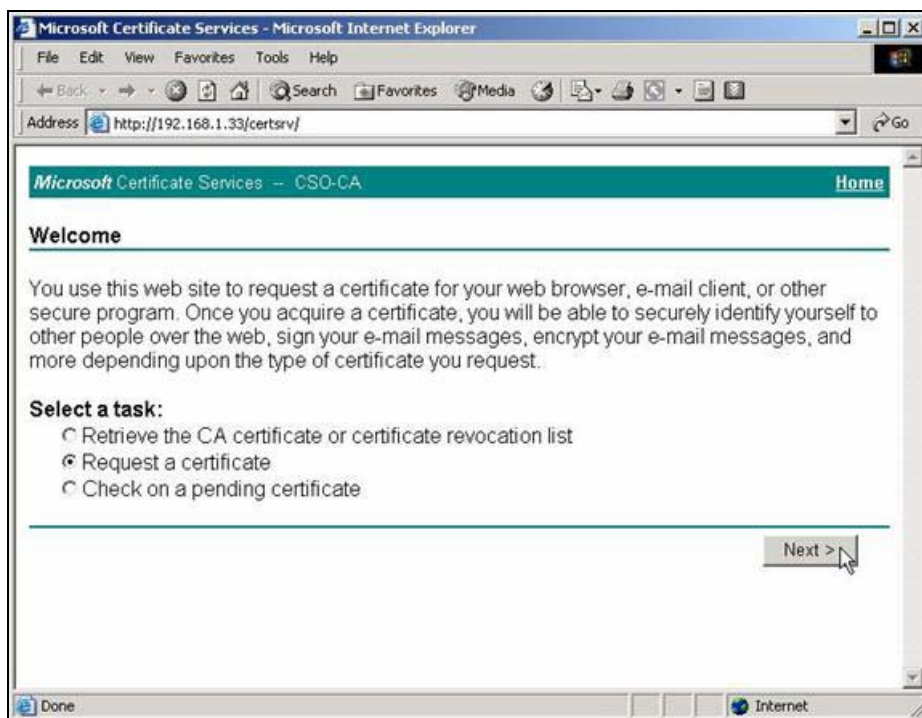 Microsoft Certificate Services - Microsoft Internet Explorer
File Edit View Favorites Tools Help
Back Search Favorites Media
Address http://192.168.1.33/certsrv/ Go
Microsoft Certificate Services -- CSO-CA Home
Welcome
You use this web site to request a certificate for your web browser, e-mail client, or other
secure program. Once you acquire a certificate, you will be able to securely identify yourself to
other people over the web, sign your e-mail messages, encrypt your e-mail messages, and
more depending upon the type of certificate you request.
Select a task:
Retrieve the CA certificate or certificate revocation list
Request a certificate
Check on a pending certificate
Next >
Done Internet